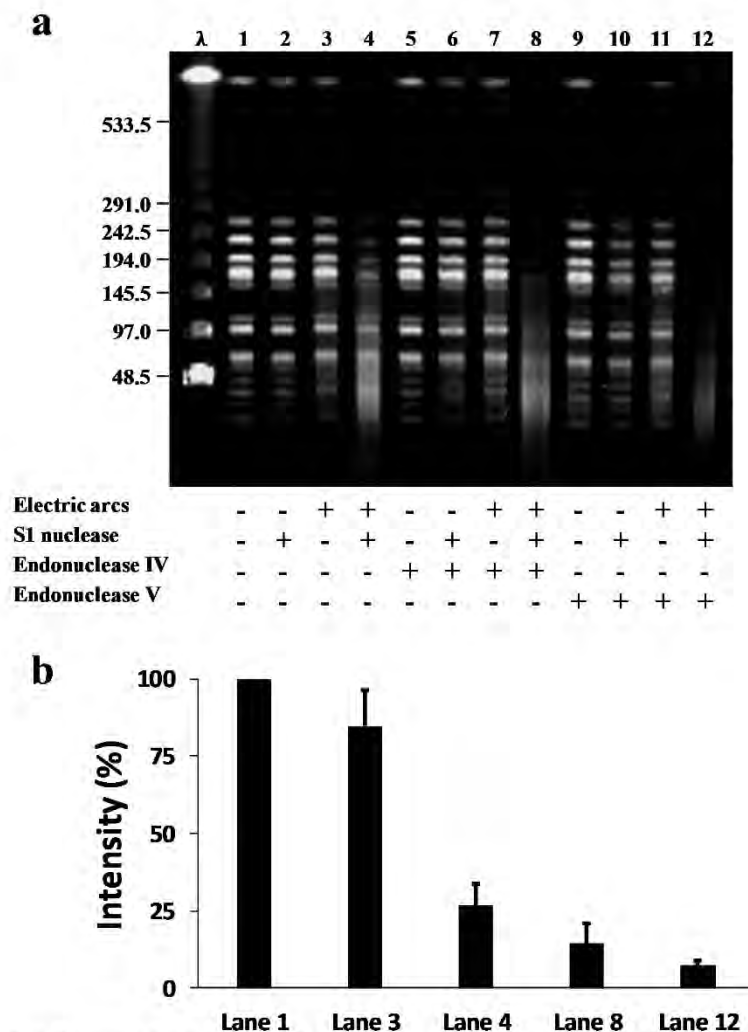 a
λ 1 2 3 4 5 6 7 8 9 10 11 12
533.5
291.0
242.5
194.0
145.5
97.0
48.5
Electric arcs - - + + - - + + - - + +
S1 nuclease - + - + - + - + - + - +
Endonuclease IV - - - - + + + + - - - -
Endonuclease V - - - - - - - - + + + +
b
Intensity (%)
100
75
50
25
0
Lane 1 Lane 3 Lane 4 Lane 8 Lane 12